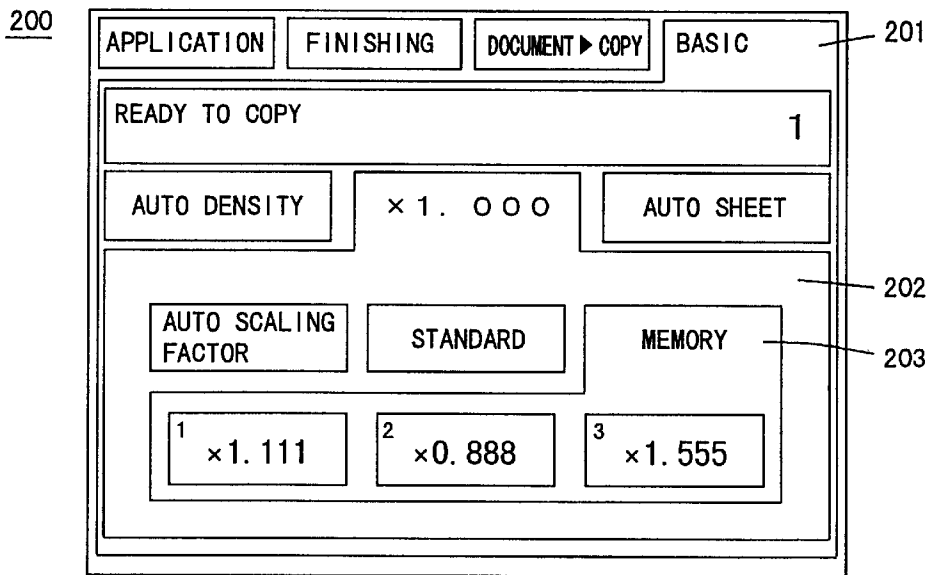 200
APPLICATION FINISHING DOCUMENT▶COPY BASIC 201
READY TO COPY 1
AUTO DENSITY ×1. 000 AUTO SHEET
202
AUTO SCALING
FACTOR STANDARD MEMORY 203
1 ×1. 111 2 ×0. 888 3 ×1. 555